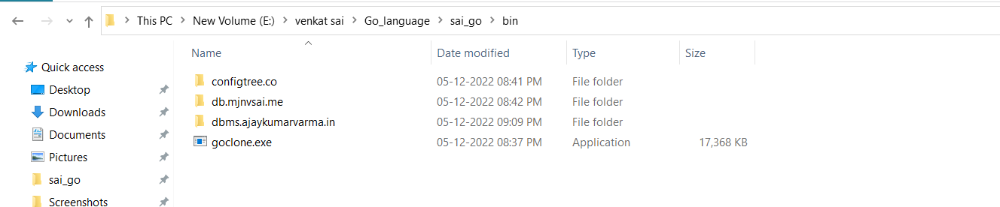 This PC > New Volume (E:) > venkat sai > Go_language > sai_go > bin
Name Date modified Type Size
Quick access
Desktop
Downloads
Documents
Pictures
sai_go
Screenshots
configtree.co 05-12-2022 08:41 PM File folder
db.mjnvsai.me 05-12-2022 08:42 PM File folder
dbms.ajaykumarvarma.in 05-12-2022 09:09 PM File folder
goclone.exe 05-12-2022 08:37 PM Application 17,368 KB